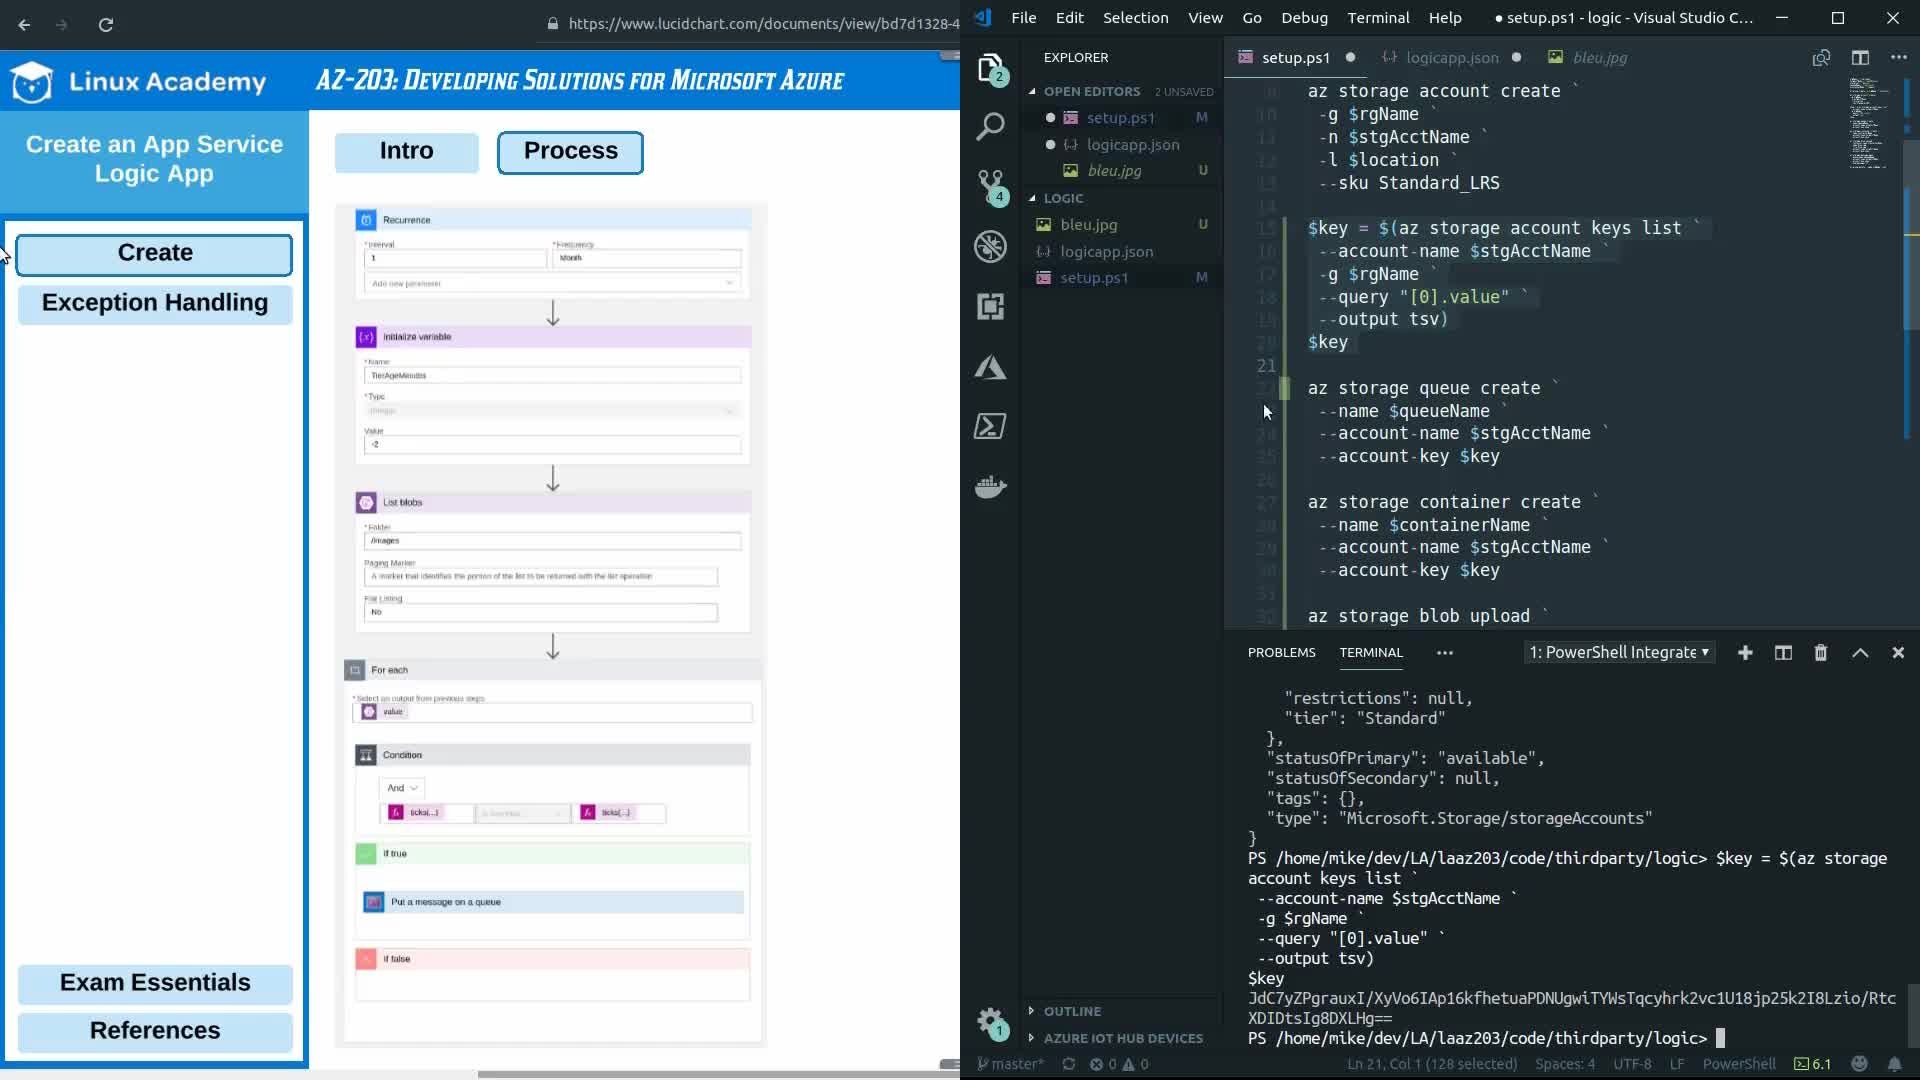 https://www.lucidchart.com/documents/view/bd7d1328-4
Linux Academy
AZ-203: Developing Solutions for Microsoft Azure
Create an App Service
Logic App
Intro
Process
Create
Exception Handling
Exam Essentials
References
Recurrence
*Interval
*Frequency
1
Month
Add new parameter
Initialize variable
*Name
*Type
Value
-2
List blobs
*Folder
/images
Paging Marker
A marker that identifies the portion of the list to be returned with the list operation
Flat Listing
No
For each
*Select an output from previous steps
value
Condition
And
ticks(...)
ticks(...)
If true
Put a message on a queue
If false
File Edit Selection View Go Debug Terminal Help
● setup.ps1 - logic - Visual Studio C...
EXPLORER
OPEN EDITORS 2 UNSAVED
setup.ps1 M
logicapp.json
bleu.jpg U
LOGIC
bleu.jpg U
logicapp.json
setup.ps1 M
OUTLINE
AZURE IOT HUB DEVICES
2
4
1
setup.ps1
logicapp.json
bleu.jpg
az storage account create `
-g $rgName `
-n $stgAcctName `
-l $location `
--sku Standard_LRS
$key = $(az storage account keys list `
--account-name $stgAcctName `
-g $rgName `
--query "[0].value" `
--output tsv)
$key
21
az storage queue create `
--name $queueName `
--account-name $stgAcctName `
--account-key $key
az storage container create `
--name $containerName `
--account-name $stgAcctName `
--account-key $key
az storage blob upload `
PROBLEMS TERMINAL ... 1: PowerShell Integrate
"restrictions": null,
"tier": "Standard"
},
"statusOfPrimary": "available",
"statusOfSecondary": null,
"tags": {},
"type": "Microsoft.Storage/storageAccounts"
}
PS /home/mike/dev/LA/laaz203/code/thirdparty/logic> $key = $(az storage
account keys list `
--account-name $stgAcctName `
-g $rgName `
--query "[0].value" `
--output tsv)
$key
JdC7yZPgrauxI/XyVo6IAp16kfhetuaPDNUgwiTYWsTqcyhrk2vc1U18jp25k2I8Lzio/Rtc
XDIDtsIg8DXLHg==
PS /home/mike/dev/LA/laaz203/code/thirdparty/logic>
master* 0 0 Ln 21, Col 1 (128 selected) Spaces: 4 UTF-8 LF PowerShell 6.1